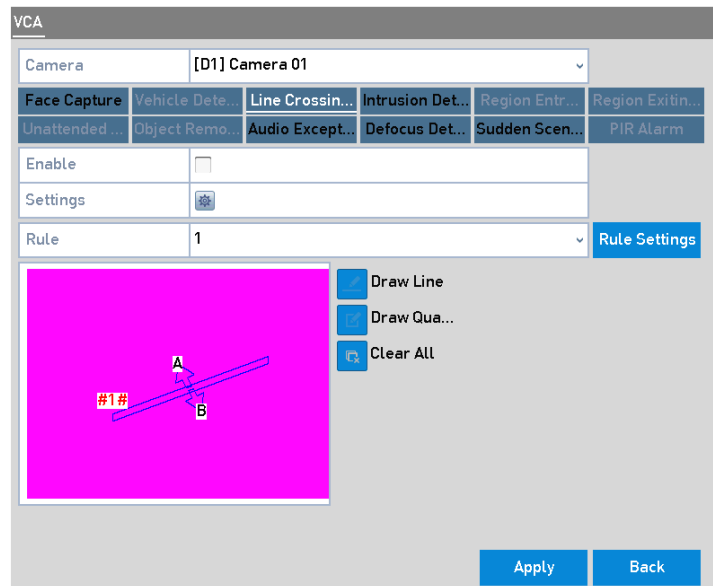 VCA
Camera [D1] Camera 01
Face Capture Vehicle Dete... Line Crossin... Intrusion Det... Region Entr... Region Exitin...
Unattended ... Object Remo... Audio Except... Defocus Det... Sudden Scen... PIR Alarm
Enable
Settings
Rule 1 Rule Settings
Draw Line
Draw Qua...
Clear All
A
#1#
B
Apply Back